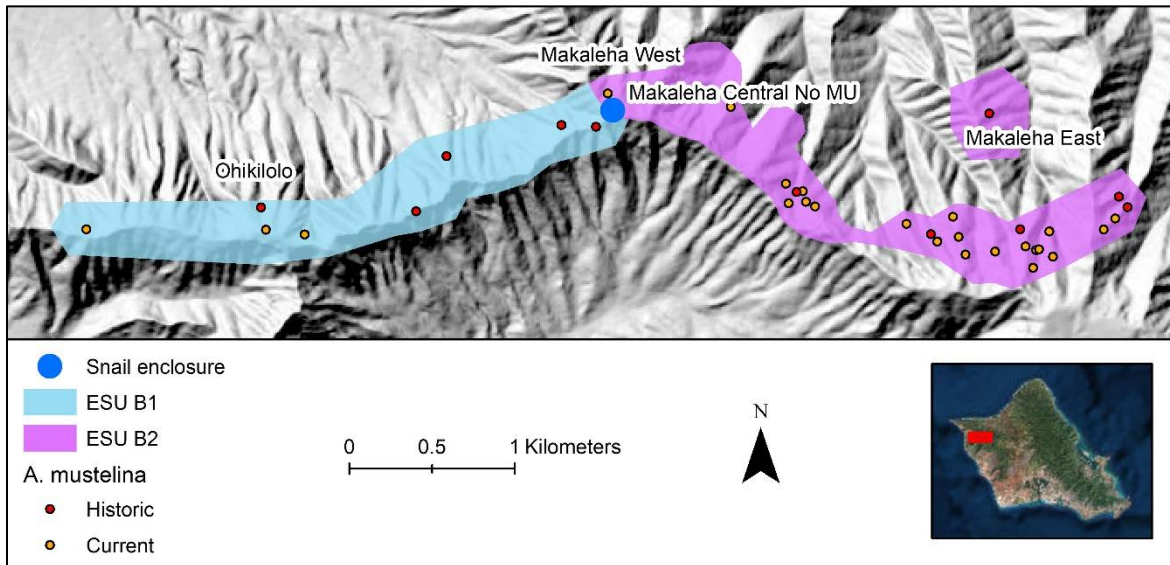 Makaleha West
Makaleha Central No MU
Makaleha East
Ohikilolo
Snail enclosure
ESU B1
ESU B2
A. mustelina
Historic
Current
0 0.5 1 Kilometers
N